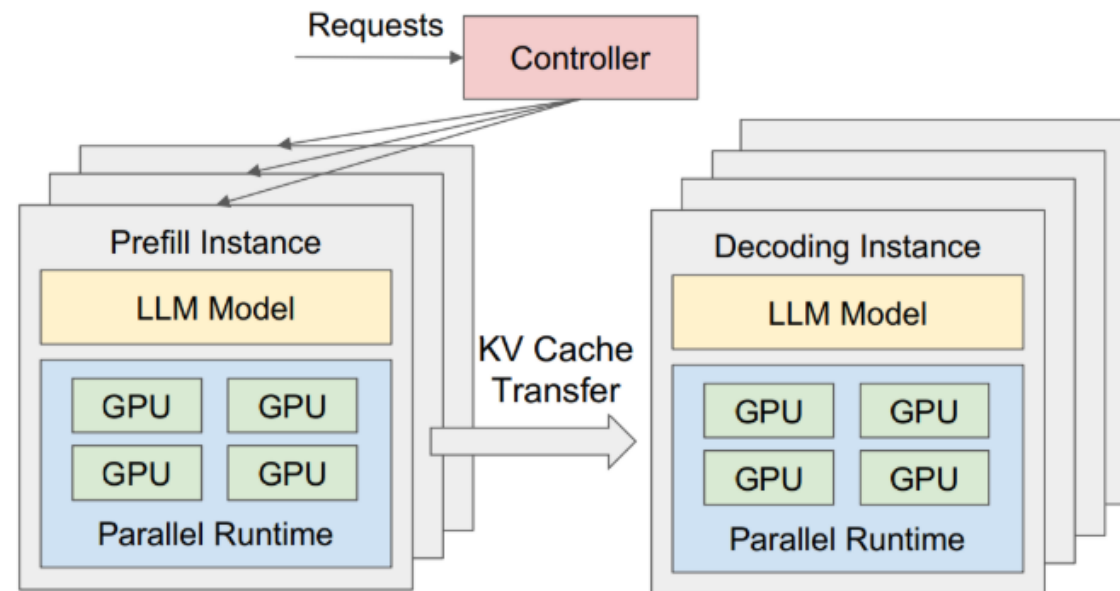 Requests
Controller
Prefill Instance
LLM Model
GPU GPU
GPU GPU
Parallel Runtime
KV Cache
Transfer
Decoding Instance
LLM Model
GPU GPU
GPU GPU
Parallel Runtime